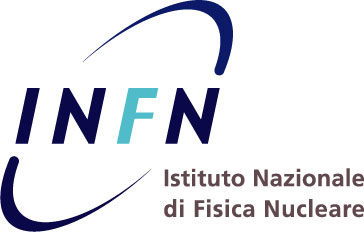 INFN
Istituto Nazionale
di Fisica Nucleare